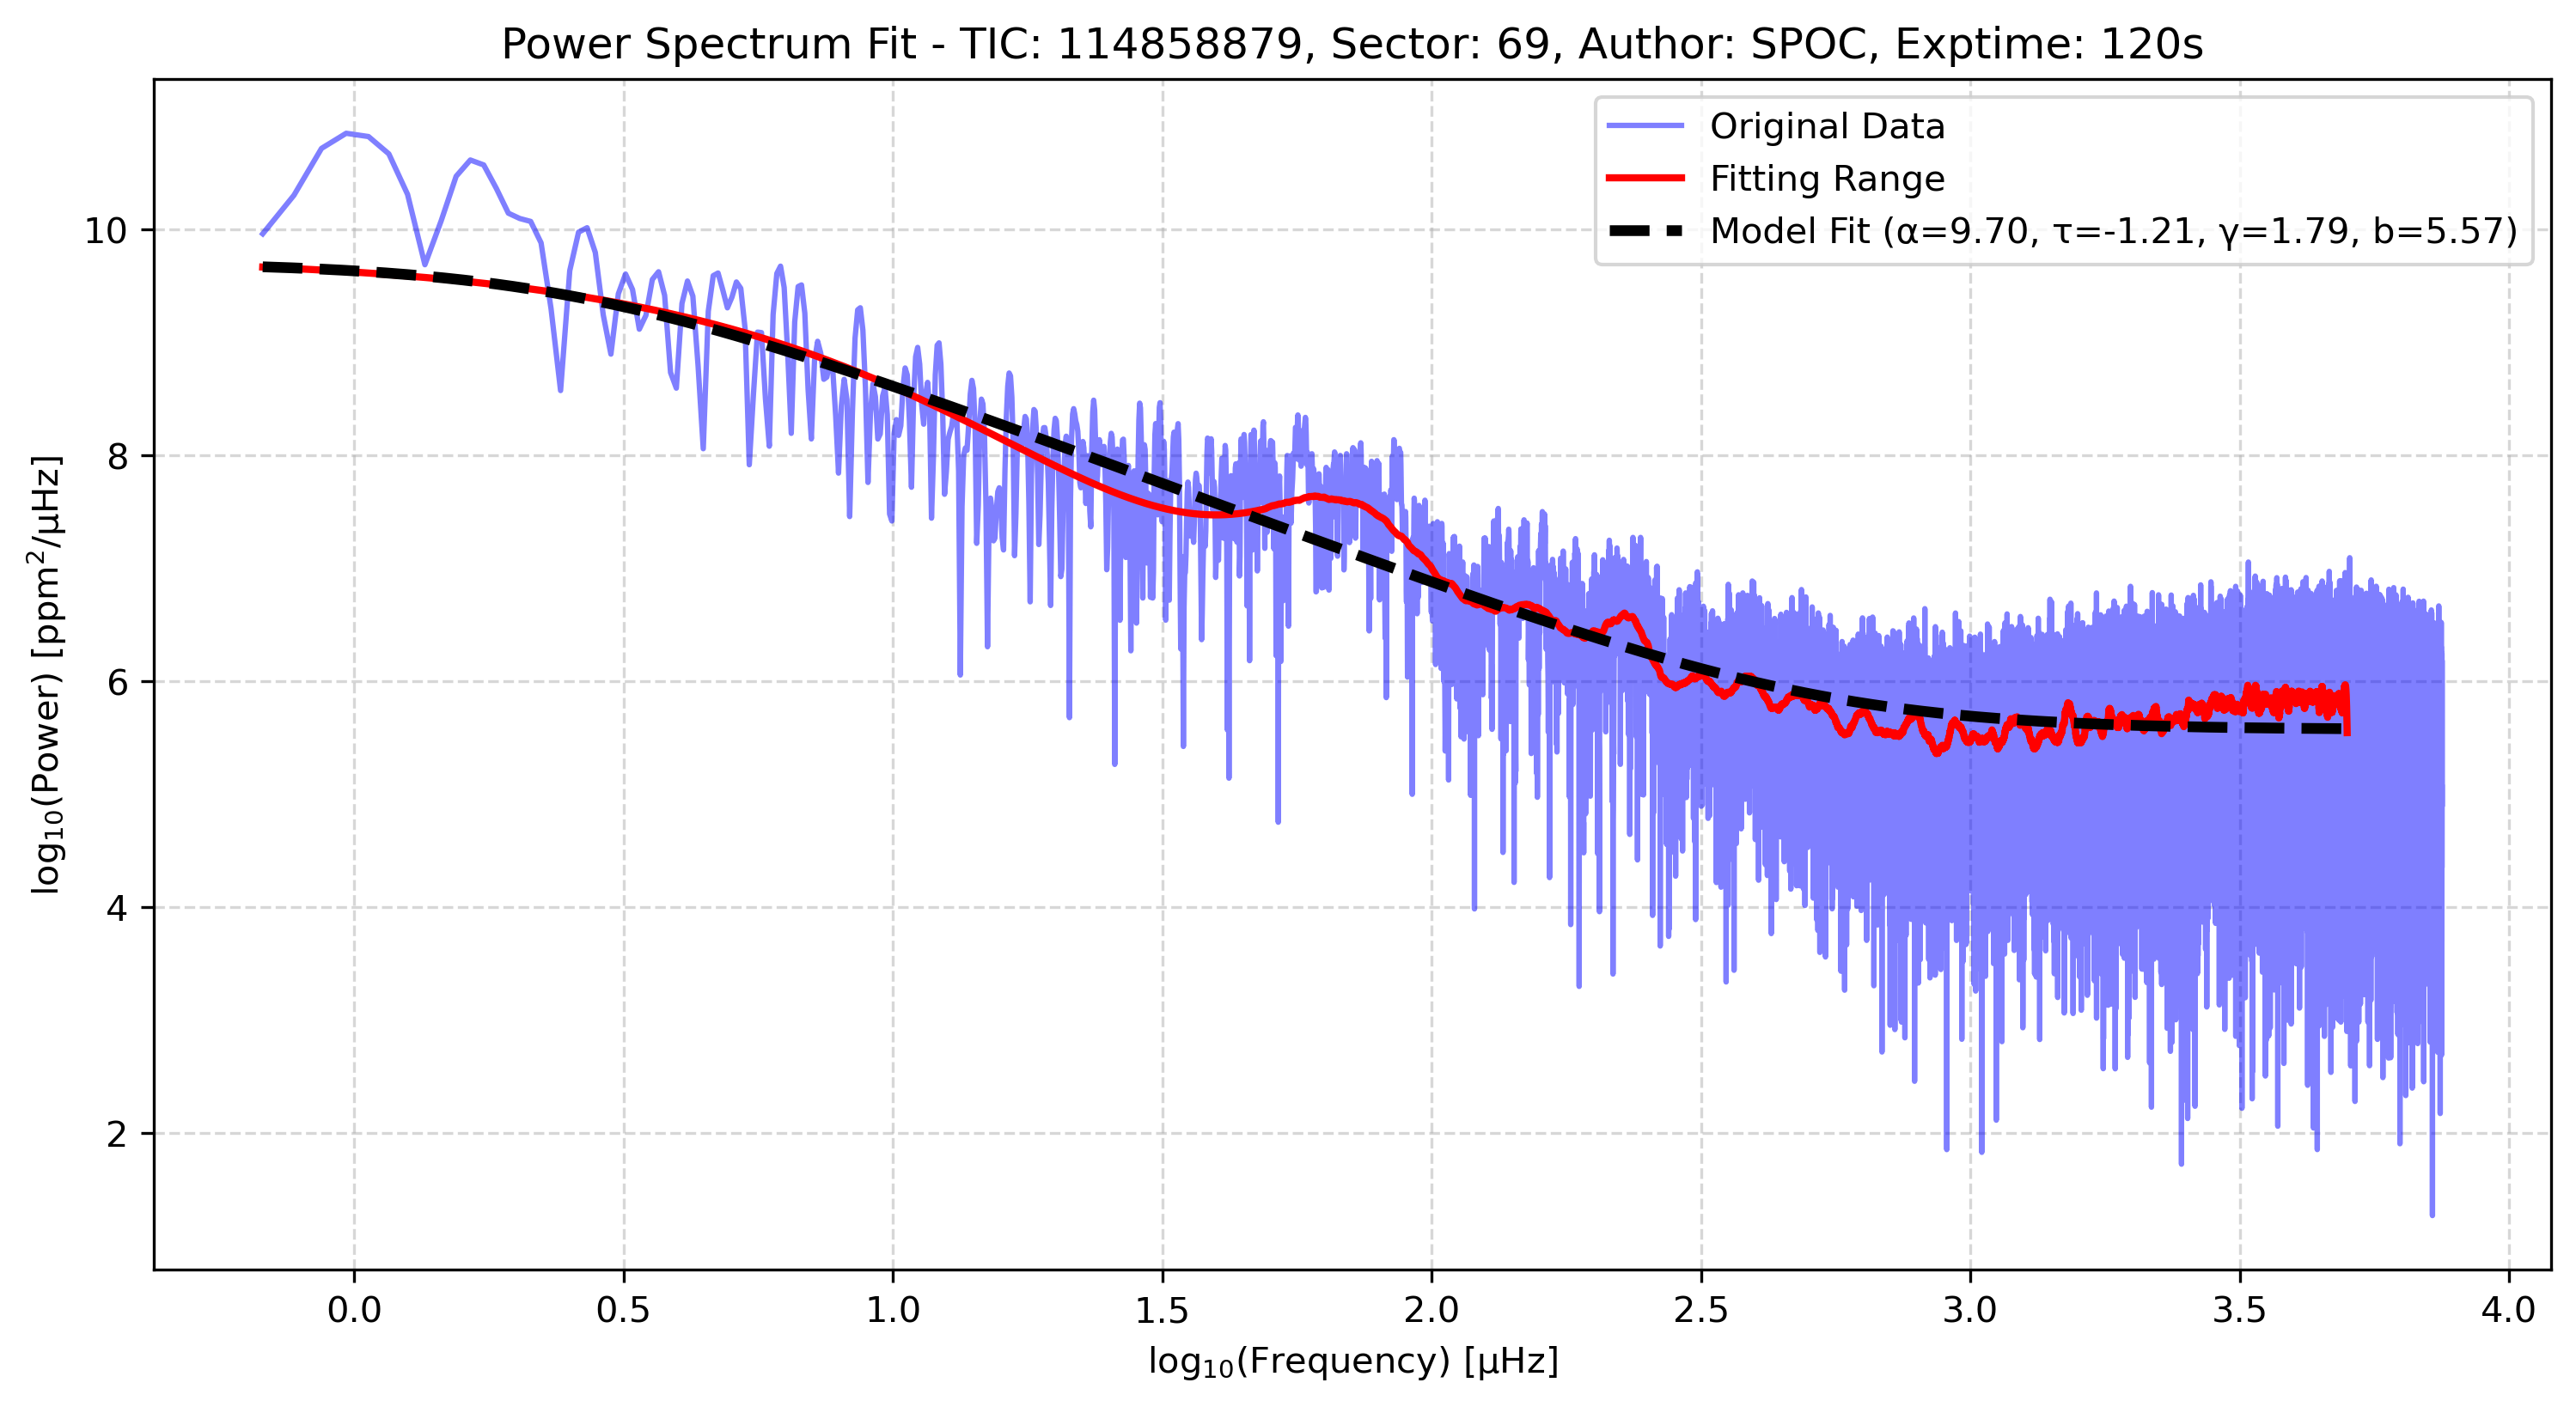 Power Spectrum Fit - TIC: 114858879, Sector: 69, Author: SPOC, Exptime: 120s
Original Data
Fitting Range
Model Fit (α=9.70, τ=-1.21, γ=1.79, b=5.57)
log₁₀(Power) [ppm²/μHz]
10
8
6
4
2
0.0 0.5 1.0 1.5 2.0 2.5 3.0 3.5 4.0
log₁₀(Frequency) [μHz]